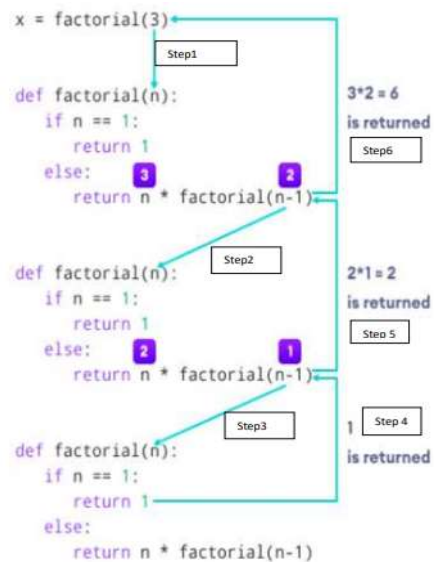 x = factorial(3)
Step1
def factorial(n):
if n == 1:
return 1
else:
3 2
return n * factorial(n-1)
3*2 = 6
is returned
Step6
Step2
def factorial(n):
if n == 1:
return 1
else:
2 1
return n * factorial(n-1)
2*1 = 2
is returned
Step 5
Step3
def factorial(n):
if n == 1:
return 1
else:
return n * factorial(n-1)
1 Step 4
is returned